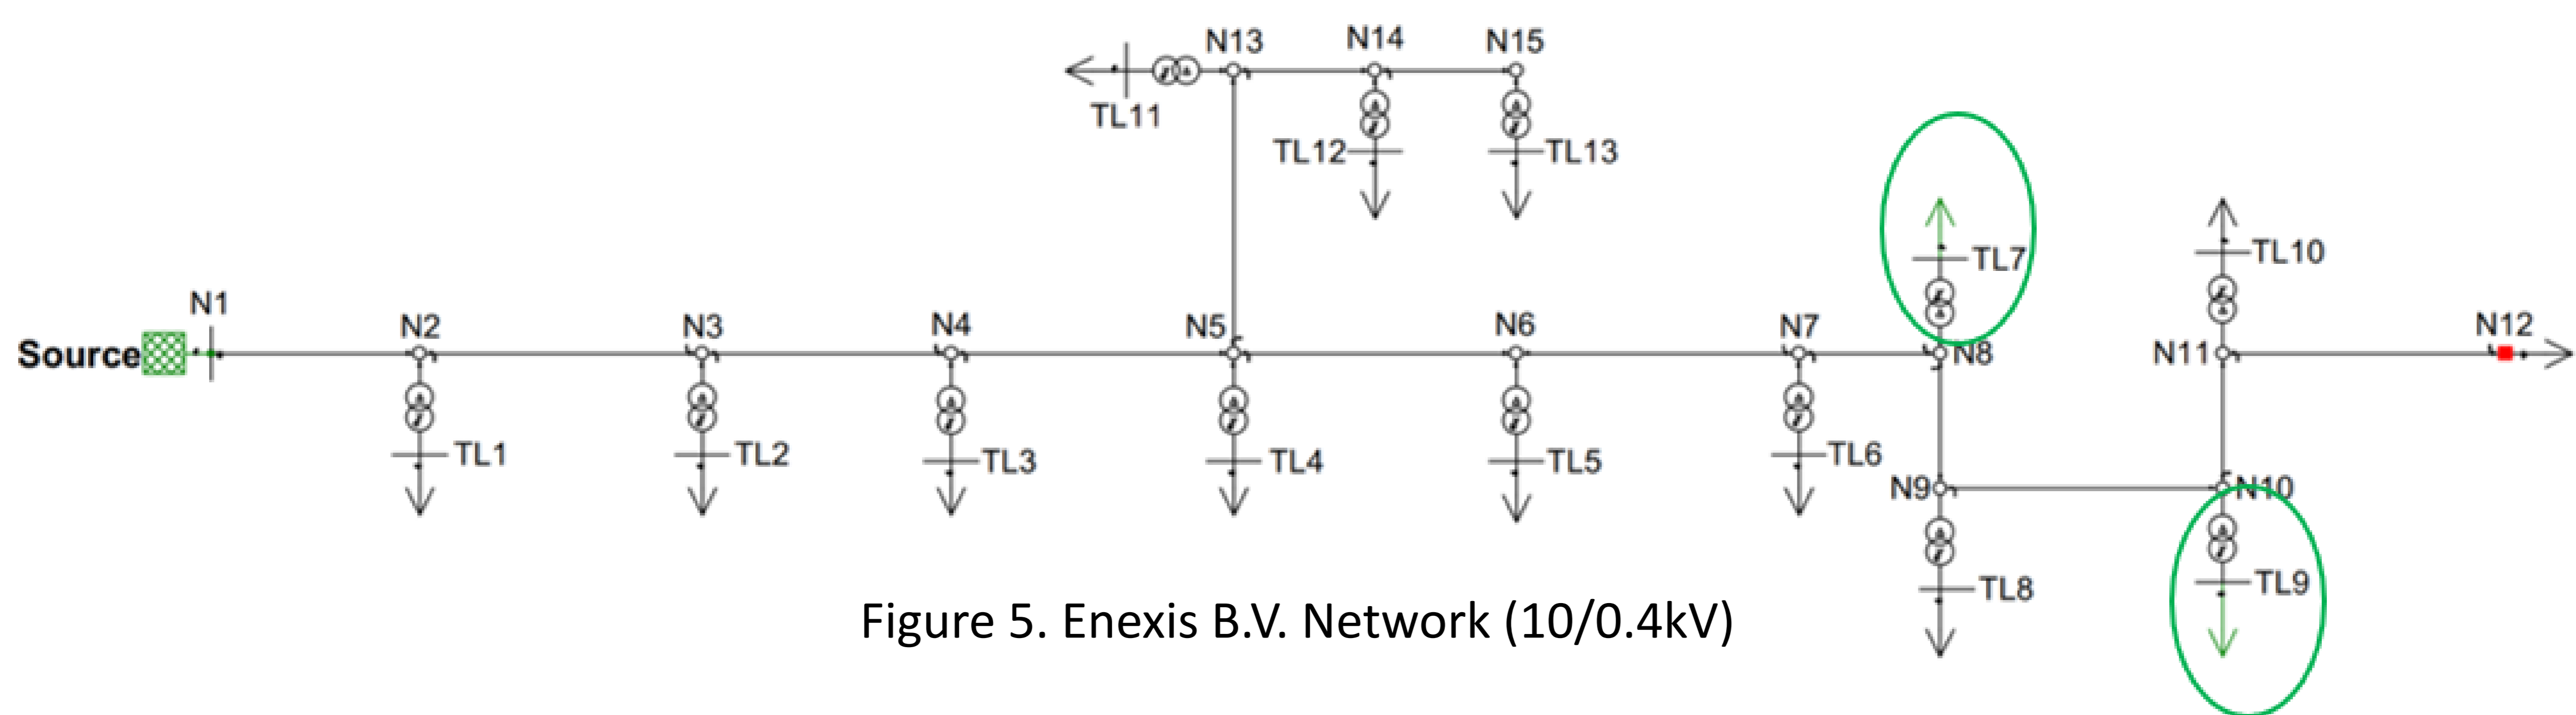 N13 N14 N15
TL11
TL12 TL13
TL7 TL10
N1
N2 N3 N4 N5 N6 N7 N12
Source N8 N11
TL1 TL2 TL3 TL4 TL5 TL6
N9 N10
TL8 TL9
Figure 5. Enexis B.V. Network (10/0.4kV)